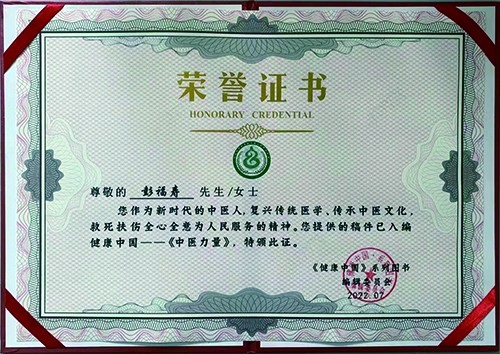 荣誉证书
HONORARY CREDENTIAL
尊敬的 彭福寿 先生/女士
您作为新时代的中医人,复兴传统医学、传承中医文化,
救死扶伤全心全意为人民服务的精神。您提供的稿件已入编
健康中国——《中医力量》,特颁此证。
《健康中国》系列图书
编辑委员会
2022.07